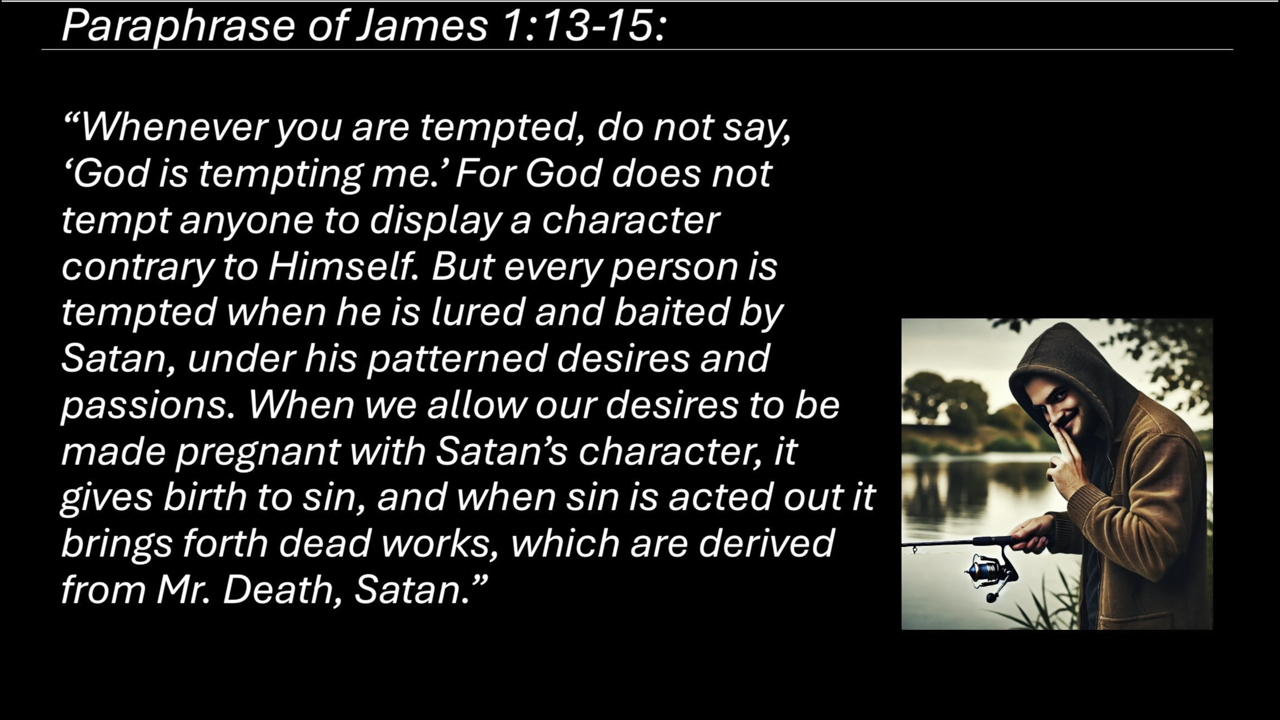 Paraphrase of James 1:13-15:
“Whenever you are tempted, do not say,
‘God is tempting me.’ For God does not
tempt anyone to display a character
contrary to Himself. But every person is
tempted when he is lured and baited by
Satan, under his patterned desires and
passions. When we allow our desires to be
made pregnant with Satan’s character, it
gives birth to sin, and when sin is acted out it
brings forth dead works, which are derived
from Mr. Death, Satan.”